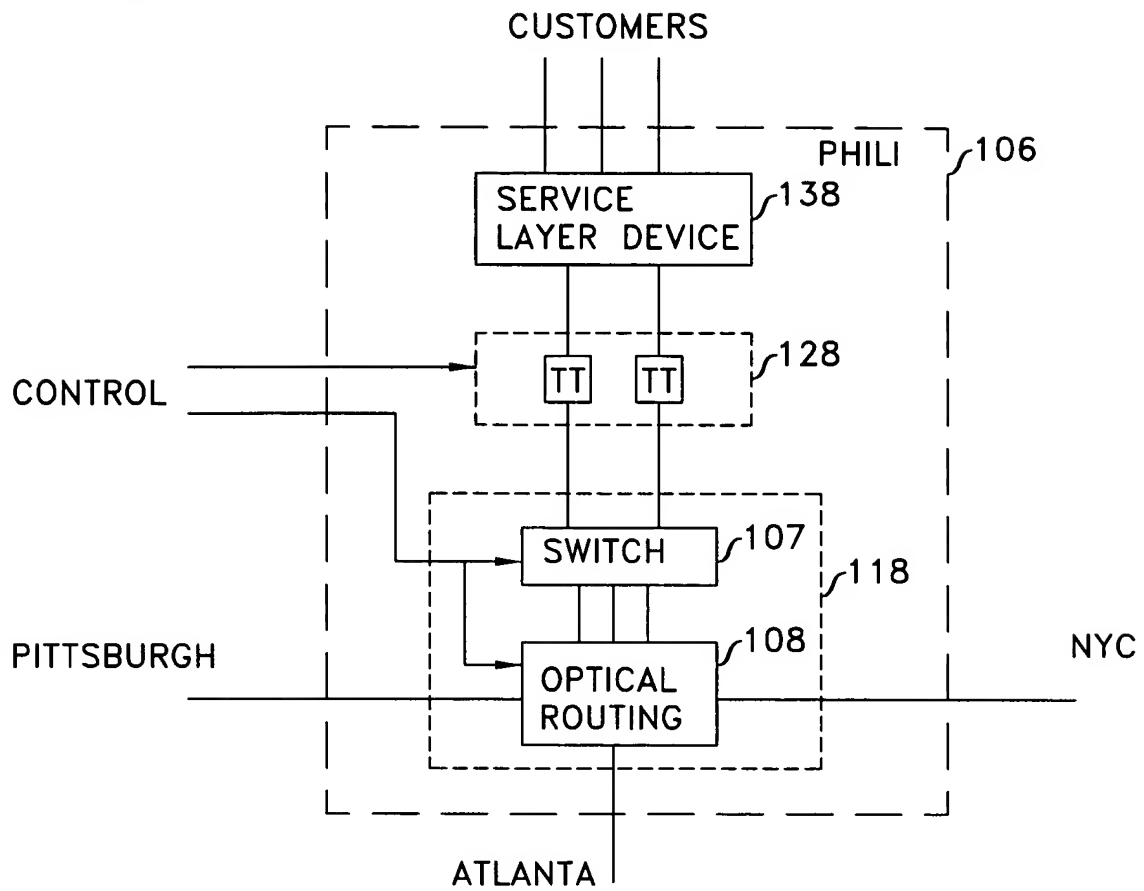 CUSTOMERS
PHILI
106
SERVICE
LAYER DEVICE
138
128
TT
TT
CONTROL
SWITCH
107
118
PITTSBURGH
108
NYC
OPTICAL
ROUTING
ATLANTA